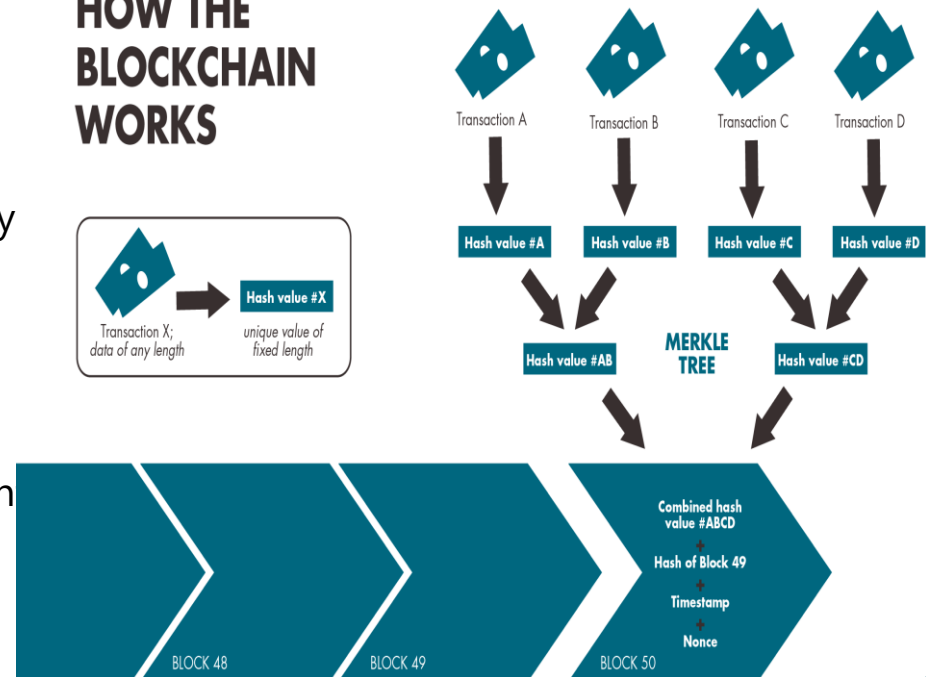 HOW THE
BLOCKCHAIN
WORKS
Transaction A
Transaction B
Transaction C
Transaction D
y
Hash value #A
Hash value #B
Hash value #C
Hash value #D
Hash value #X
Transaction X;
data of any length
unique value of
fixed length
MERKLE
TREE
Hash value #AB
Hash value #CD
n
Combined hash
value #ABCD
+
Hash of Block 49
+
Timestamp
+
Nonce
BLOCK 48
BLOCK 49
BLOCK 50